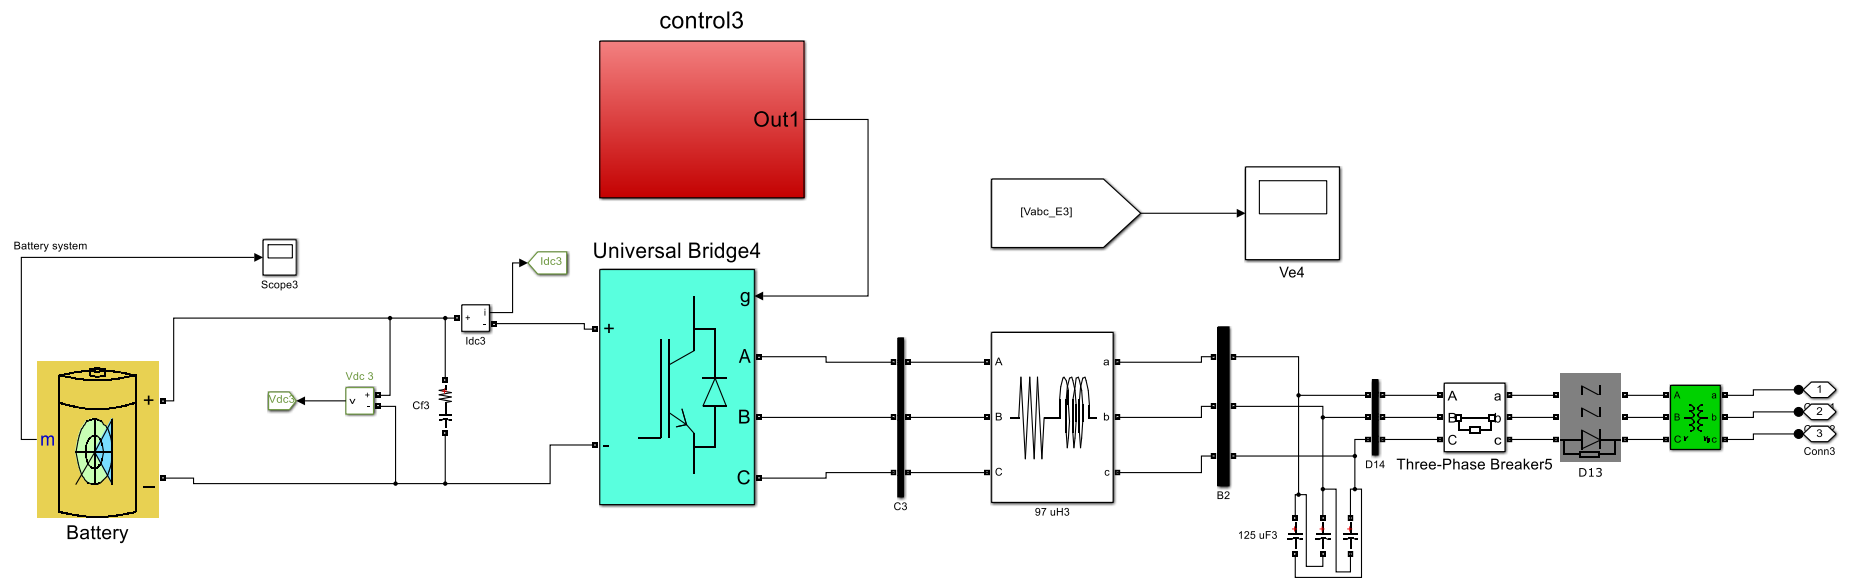 control3
Out1
[Vabc_E3]
Ve4
Battery system
Scope3
Idc3
Universal Bridge4
g
+
i
+
-
Idc3
A
B
C
-
Vdc 3
Vdc3
v
+
-
Cf3
m
+
−
Battery
C3
A
B
C
a
b
c
97 uH3
B2
125 uF3
D14
A
B
C
a
b
c
Three-Phase Breaker5
D13
A
B
C
a
b
c
1
2
3
Conn3